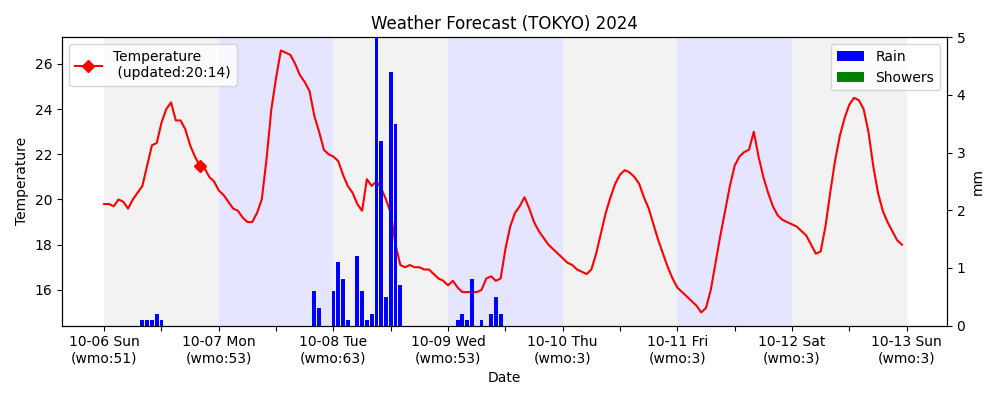 Weather Forecast (TOKYO) 2024
Temperature
(updated:20:14)
Rain
Showers
26
24
22
20
18
16
Temperature
5
4
3
2
1
0
mm
10-06 Sun
(wmo:51)
10-07 Mon
(wmo:53)
10-08 Tue
(wmo:63)
10-09 Wed
(wmo:53)
10-10 Thu
(wmo:3)
10-11 Fri
(wmo:3)
10-12 Sat
(wmo:3)
10-13 Sun
(wmo:3)
Date